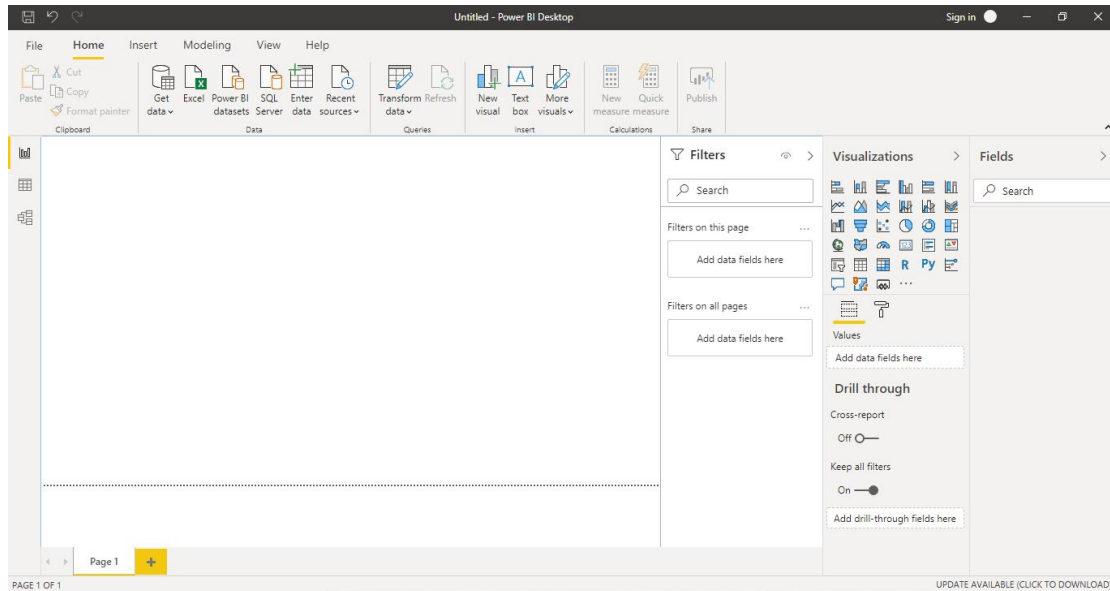 Untitled - Power BI Desktop
Sign in
File Home Insert Modeling View Help
Paste
Cut
Copy
Format painter
Clipboard
Get data
Excel
Power BI datasets
SQL Server
Enter data
Recent sources
Data
Transform data
Refresh
Queries
New visual
Text box
More visuals
Insert
New measure
Quick measure
Calculations
Publish
Share
Filters
Search
Filters on this page ...
Add data fields here
Filters on all pages ...
Add data fields here
Visualizations
R Py
...
Values
Add data fields here
Drill through
Cross-report
Off
Keep all filters
On
Add drill-through fields here
Fields
Search
Page 1
PAGE 1 OF 1
UPDATE AVAILABLE (CLICK TO DOWNLOAD)